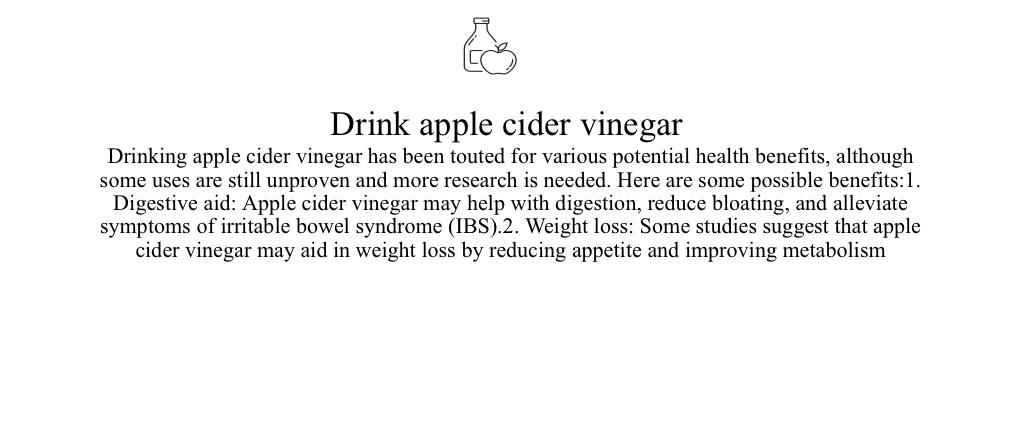 Drink apple cider vinegar
Drinking apple cider vinegar has been touted for various potential health benefits, although
some uses are still unproven and more research is needed. Here are some possible benefits:1.
Digestive aid: Apple cider vinegar may help with digestion, reduce bloating, and alleviate
symptoms of irritable bowel syndrome (IBS).2. Weight loss: Some studies suggest that apple
cider vinegar may aid in weight loss by reducing appetite and improving metabolism